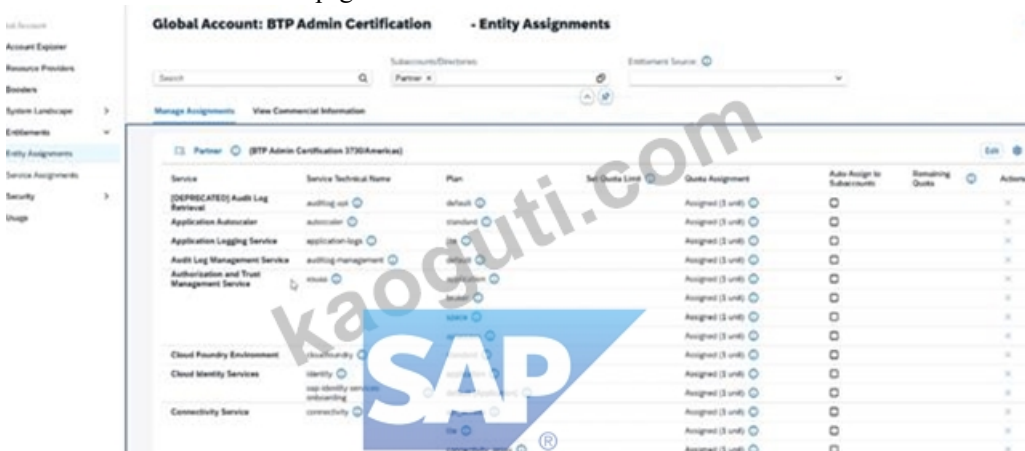 Global Account: BTP Admin Certification - Entity Assignments
Account Explorer
Resource Providers
Boosters
System Landscape
Entitlements
Entity Assignments
Service Assignments
Security
Usage
Subaccounts/Directories:
Entitlement Source:
Search
Partner ×
Manage Assignments View Commercial Information
Partner (BTP Admin Certification 3730/Americas)
Edit
Service Service Technical Name Plan Set Quota Limit Quota Assignment Auto Assign to Subaccounts Remaining Quota Actions
[DEPRECATED] Audit Log Retrieval auditlog-api default Assigned (1 unit)
Application Autoscaler autoscaler standard Assigned (1 unit)
Application Logging Service application-logs lite Assigned (1 unit)
Audit Log Management Service auditlog-management default Assigned (1 unit)
Authorization and Trust Management Service xsuaa application Assigned (1 unit)
broker Assigned (1 unit)
space Assigned (1 unit)
Assigned (1 unit)
Cloud Foundry Environment cloudfoundry standard Assigned (1 unit)
Cloud Identity Services identity application Assigned (1 unit)
sap-identity-services-onboarding default Assigned (1 unit)
Connectivity Service connectivity Assigned (1 unit)
lite Assigned (1 unit)
Assigned (1 unit)
kaoguti.com
SAP
®